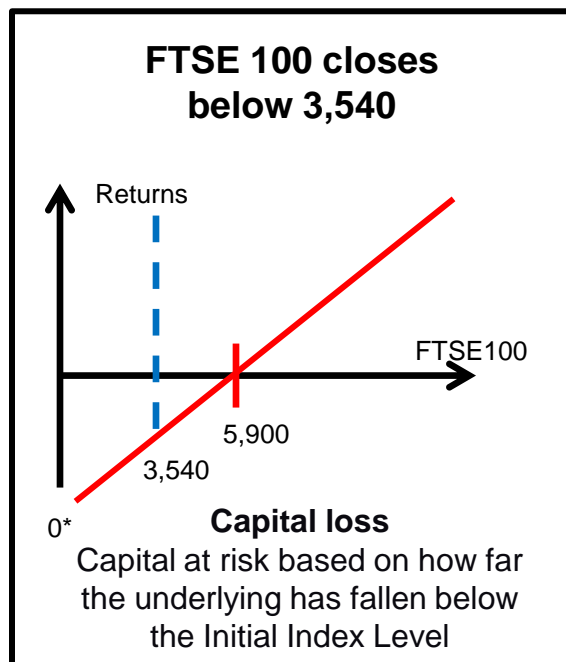 FTSE 100 closes
below 3,540
Returns
FTSE100
5,900
3,540
0*
Capital loss
Capital at risk based on how far
the underlying has fallen below
the Initial Index Level